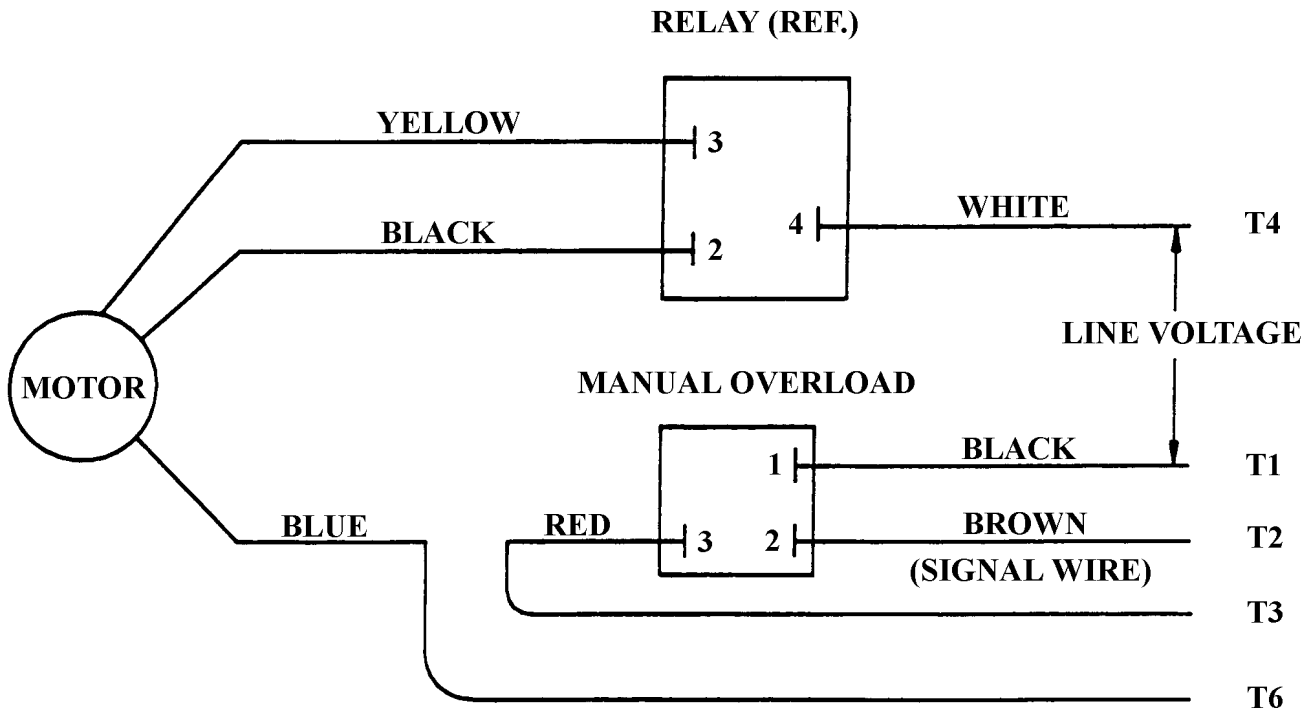 RELAY (REF.)
YELLOW
3
BLACK
2
4
WHITE
T4
LINE VOLTAGE
MOTOR
MANUAL OVERLOAD
1
BLACK
T1
BLUE
RED
3
2
BROWN
T2
(SIGNAL WIRE)
T3
T6